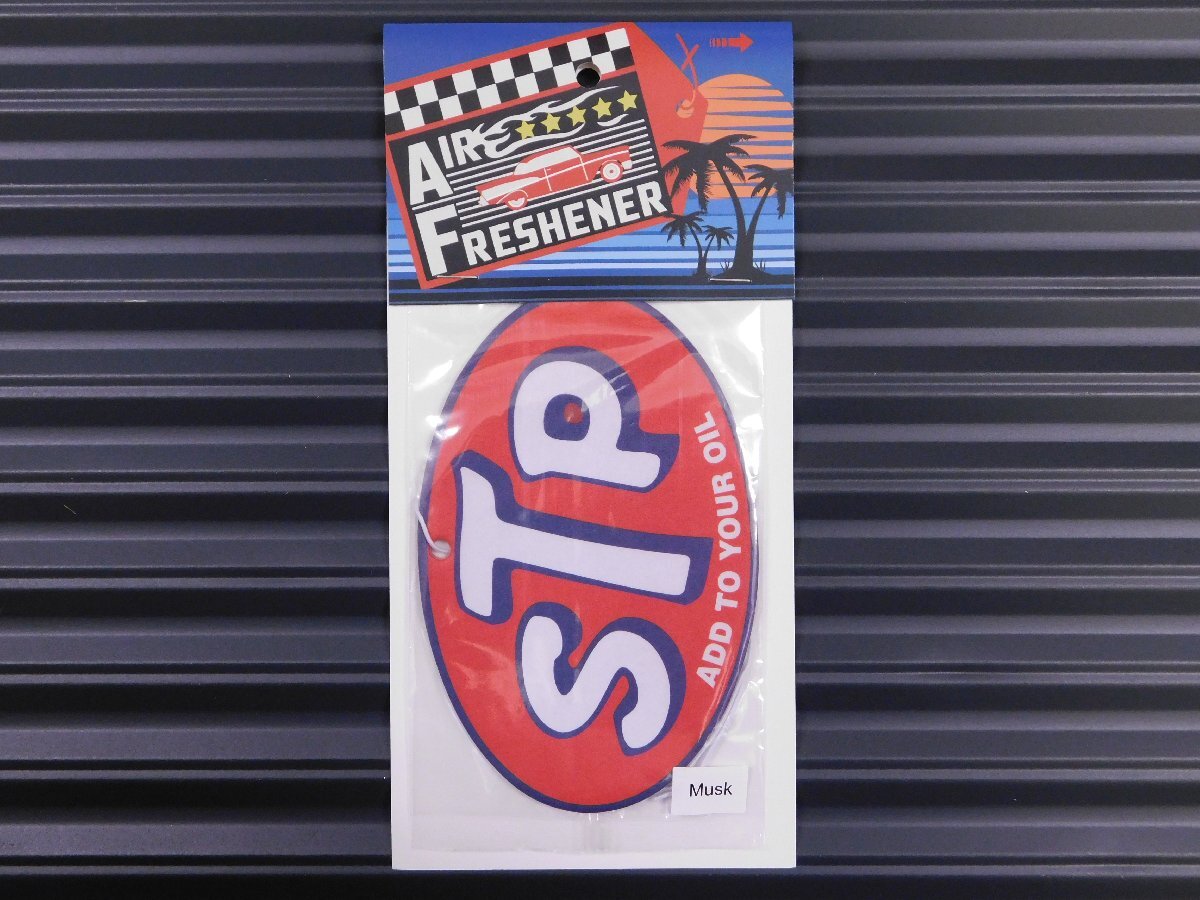 AIR
FRESHENER
STP
ADD TO YOUR OIL
Musk